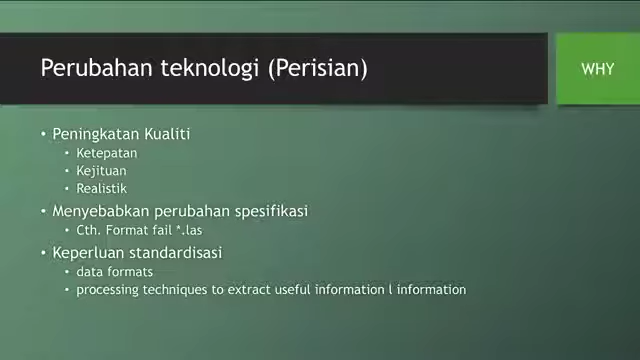 Perubahan teknologi (Perisian)
WHY
• Peningkatan Kualiti
• Ketepatan
• Kejituan
• Realistik
• Menyebabkan perubahan spesifikasi
• Cth. Format fail *.las
• Keperluan standardisasi
• data formats
• processing techniques to extract useful information l information